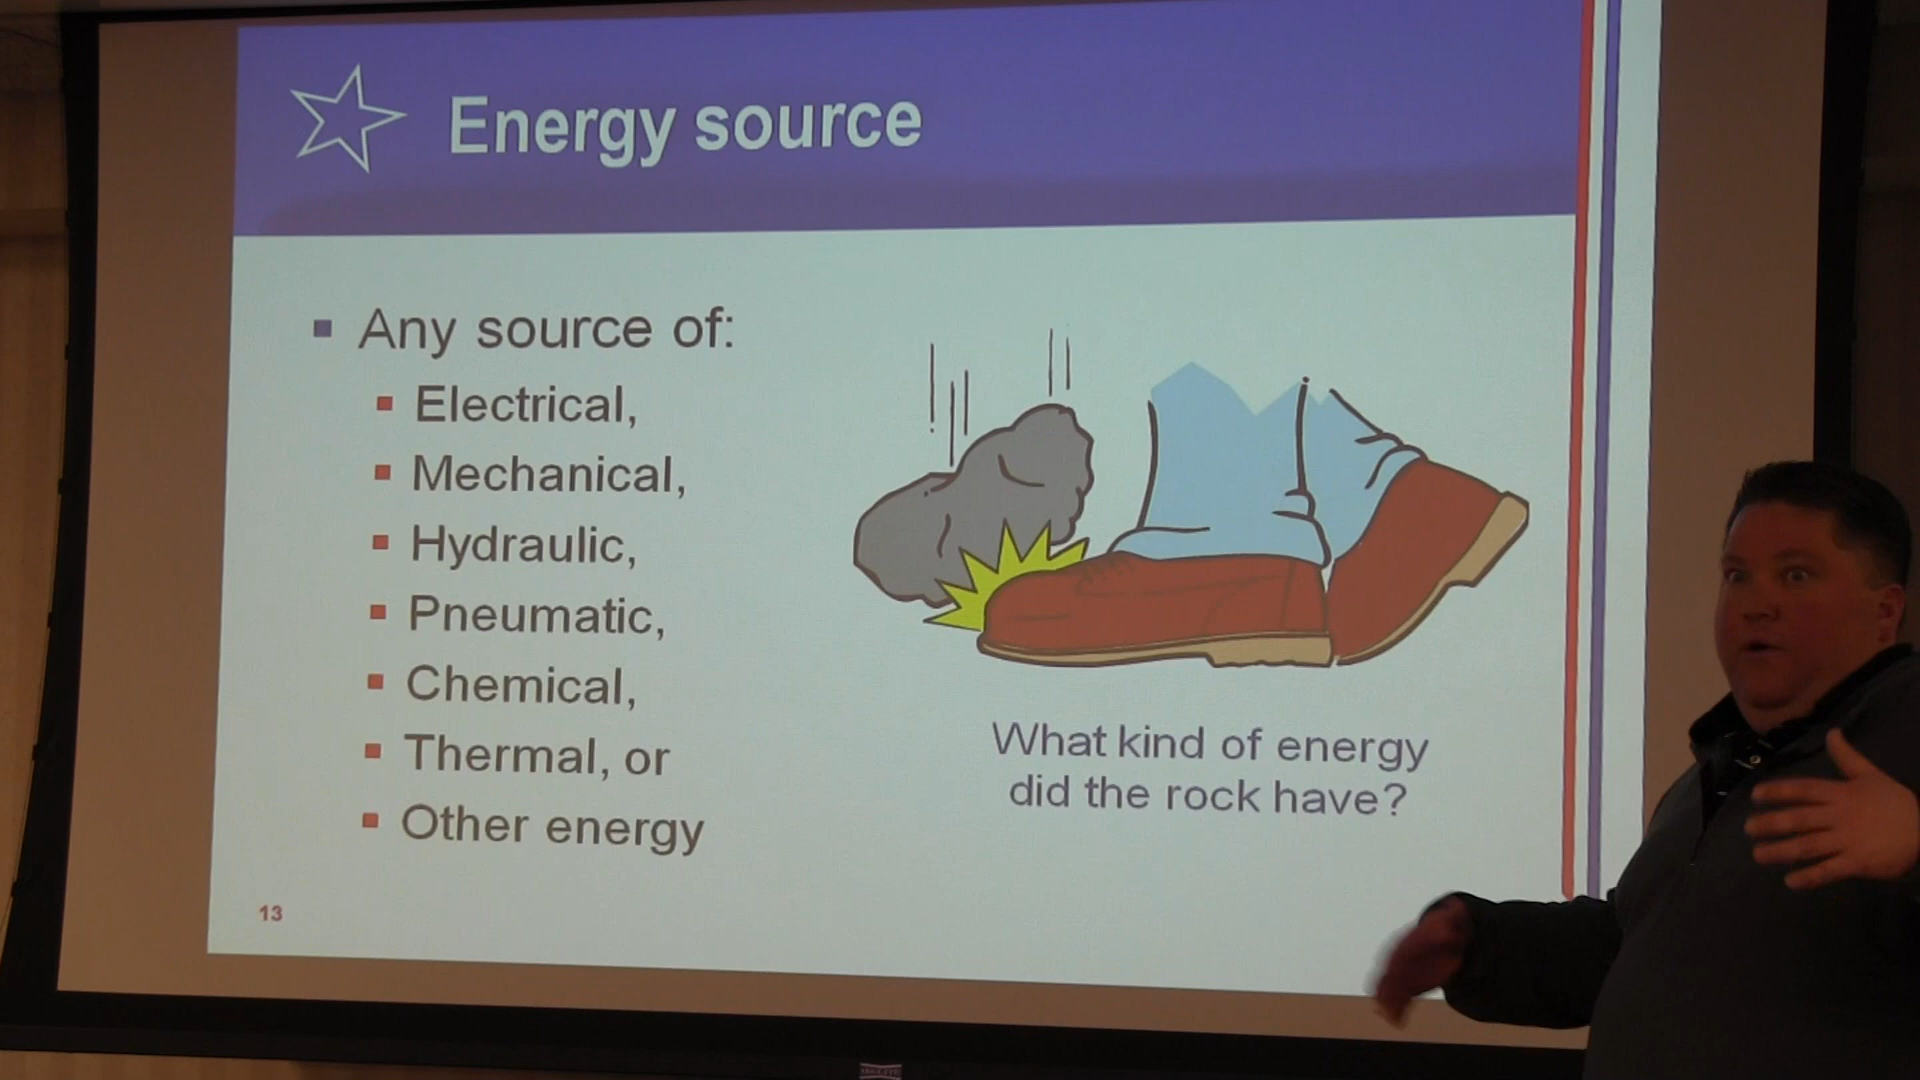 Energy source
Any source of:
Electrical,
Mechanical,
Hydraulic,
Pneumatic,
Chemical,
Thermal, or
Other energy
What kind of energy
did the rock have?
13